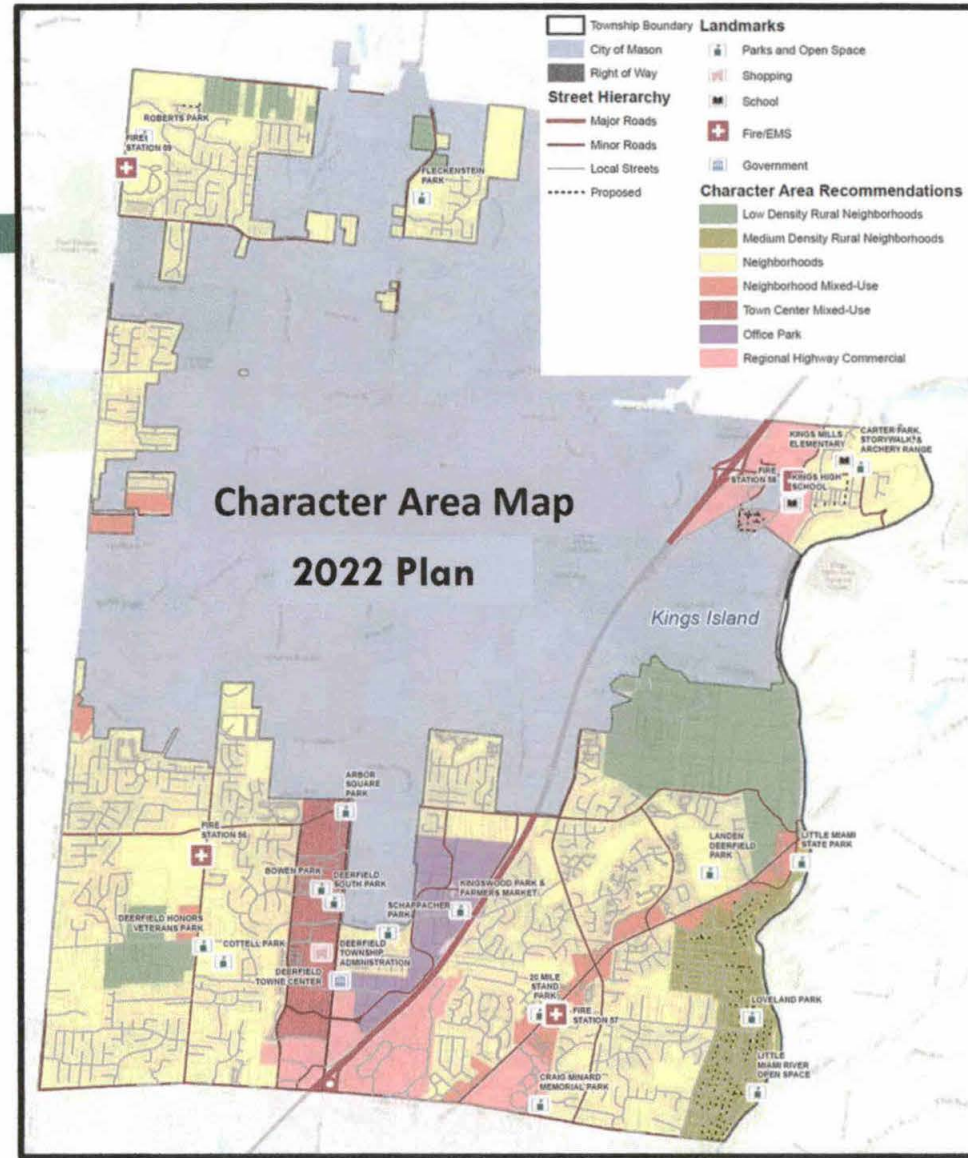 Township Boundary
City of Mason
Right of Way
Street Hierarchy
Major Roads
Minor Roads
Local Streets
Proposed
Landmarks
Parks and Open Space
Shopping
School
Fire/EMS
Government
Character Area Recommendations
Low Density Rural Neighborhoods
Medium Density Rural Neighborhoods
Neighborhoods
Neighborhood Mixed-Use
Town Center Mixed-Use
Office Park
Regional Highway Commercial
ROBERTS PARK
FIRE
STATION 59
FLECKENSTEIN
PARK
KINGS MILLS
ELEMENTARY
CARTER PARK,
STORYWALK, &
ARCHERY RANGE
FIRE
STATION 58
KINGS HIGH
SCHOOL
Character Area Map
2022 Plan
Kings Island
ARBOR
SQUARE
PARK
FIRE
STATION 56
LANDEN
DEERFIELD
PARK
LITTLE MIAMI
STATE PARK
BOWEN PARK
DEERFIELD
SOUTH PARK
KINGSWOOD PARK &
FARMERS MARKET
SCHAPPACHER
PARK
DEERFIELD HONORS
VETERANS PARK
COTTELL PARK
DEERFIELD
TOWNSHIP
ADMINISTRATION
DEERFIELD
TOWNE CENTER
20 MILE
STAND
PARK
FIRE
STATION 57
LOVELAND PARK
CRAIG MINARD
MEMORIAL PARK
LITTLE
MIAMI RIVER
OPEN SPACE